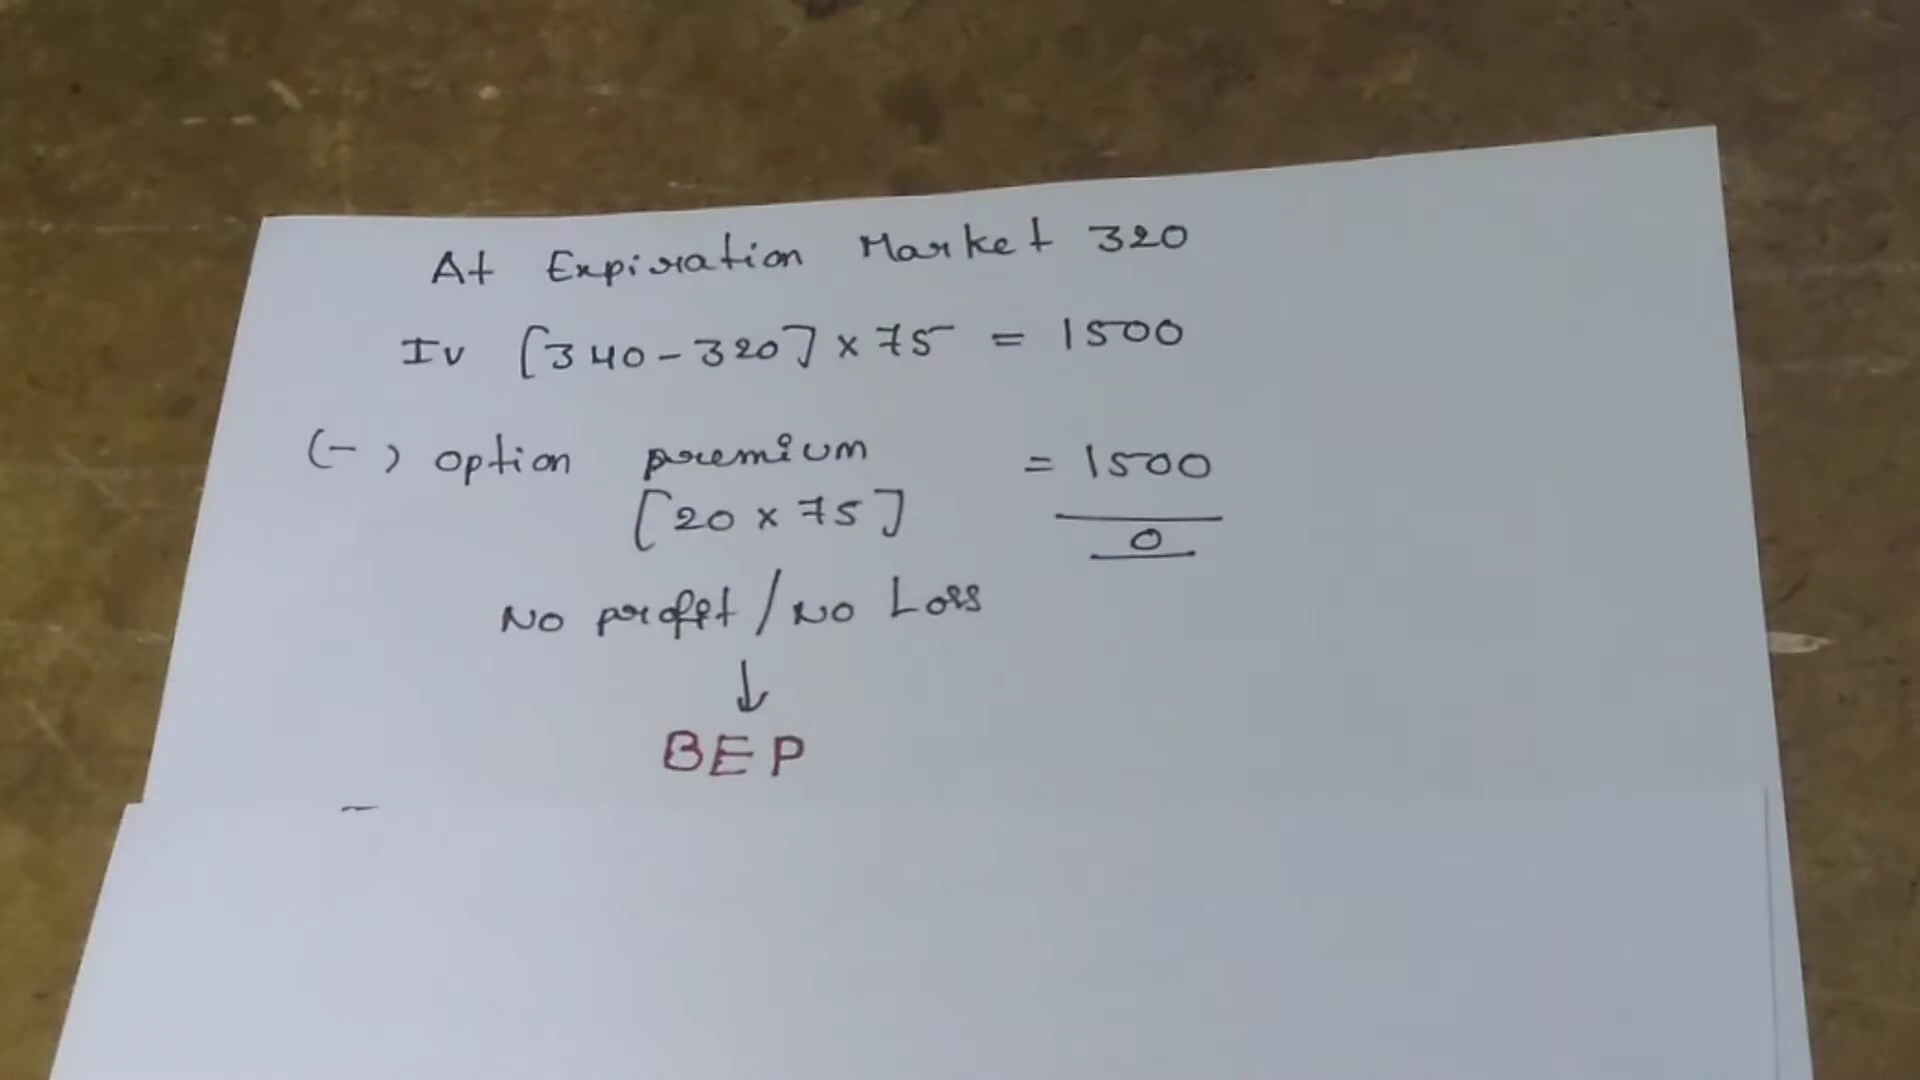 At Expiration Market 320
IV [340-320] x 75 = 1500
(-) option premium = 1500
[20 x 75]
0
No profit / No Loss
↓
BEP